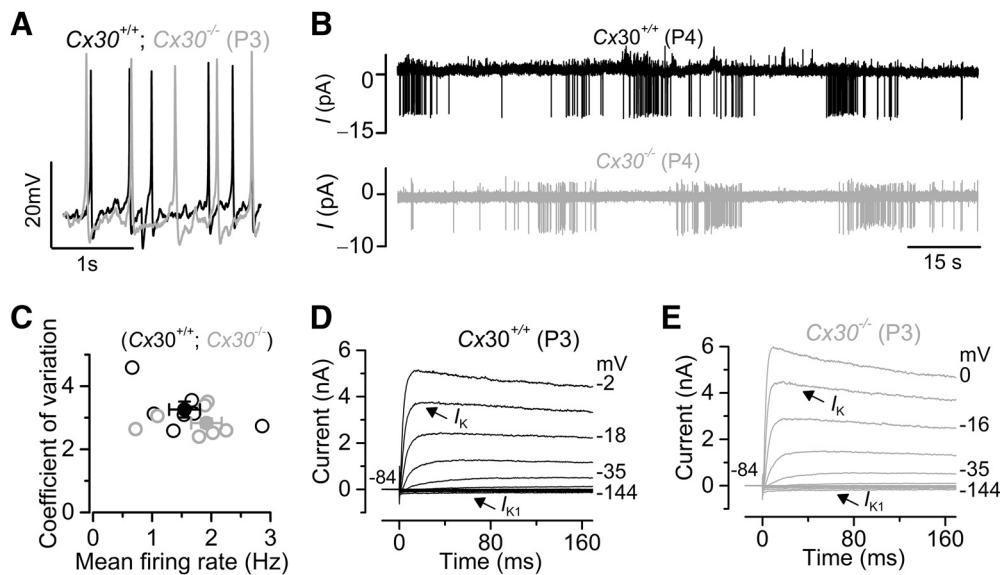 A
Cx30+/+; Cx30-/- (P3)
20mV
1s
B
Cx30+/+ (P4)
I (pA)
0
−15
Cx30-/- (P4)
I (pA)
0
−10
15 s
C
(Cx30+/+; Cx30-/-)
Coefficient of variation
4
2
0
0 1 2 3
Mean firing rate (Hz)
D
Cx30+/+ (P3)
Current (nA)
6
4
2
0
mV
-2
-18
-35
-144
-84
IK
IK1
0 80 160
Time (ms)
E
Cx30-/- (P3)
Current (nA)
6
4
2
0
mV
0
-16
-35
-144
-84
IK
IK1
0 80 160
Time (ms)